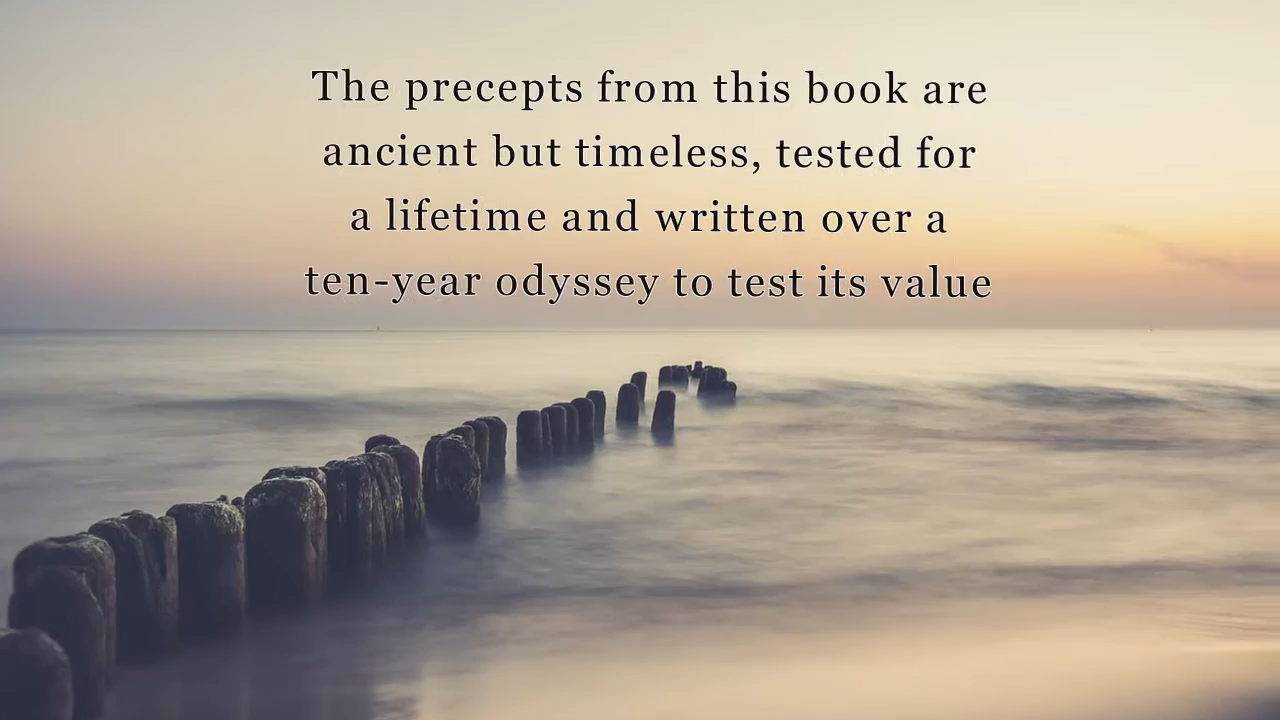 The precepts from this book are
ancient but timeless, tested for
a lifetime and written over a
ten-year odyssey to test its value